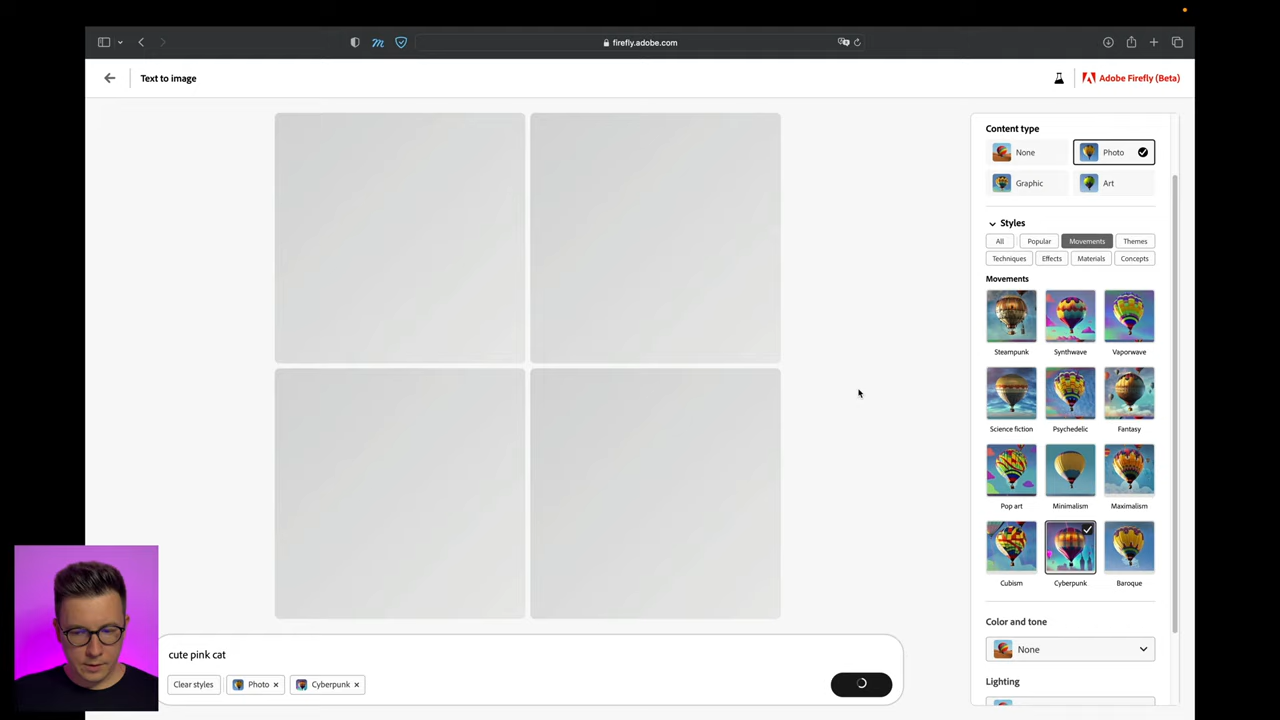 firefly.adobe.com
Text to image
Adobe Firefly (Beta)
Content type
None
Photo
Graphic
Art
Styles
All
Popular
Movements
Themes
Techniques
Effects
Materials
Concepts
Movements
Steampunk
Synthwave
Vaporwave
Science fiction
Psychedelic
Fantasy
Pop art
Minimalism
Maximalism
Cubism
Cyberpunk
Baroque
Color and tone
None
Lighting
cute pink cat
Clear styles
Photo
Cyberpunk